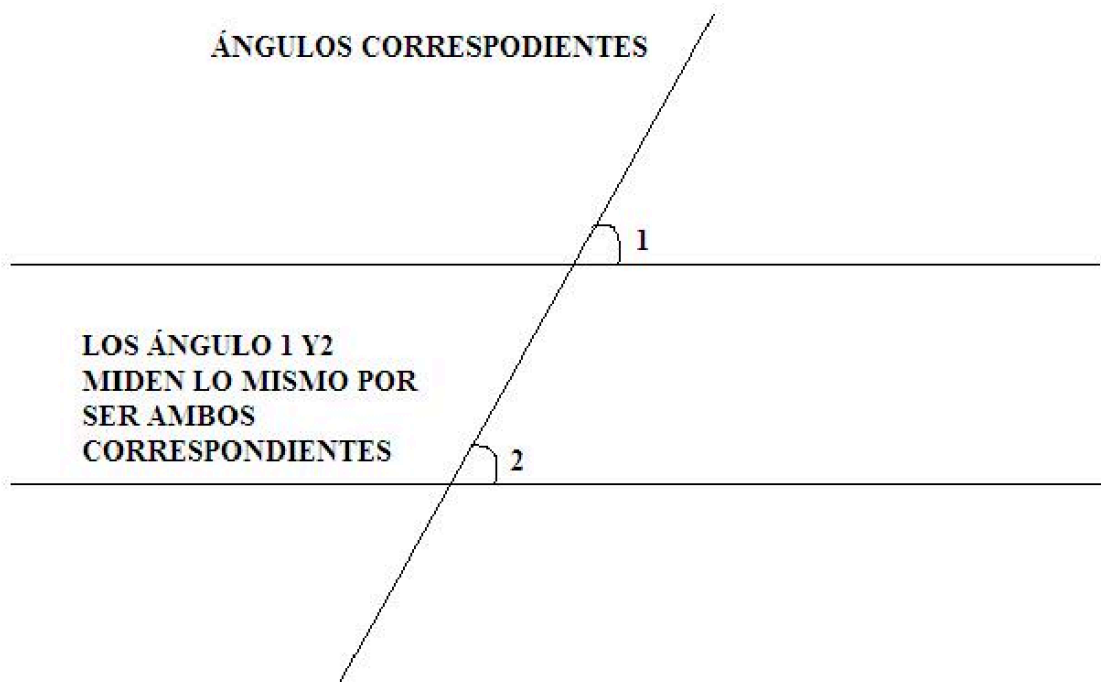 ÁNGULOS CORRESPODIENTES
1
LOS ÁNGULO 1 Y2
MIDEN LO MISMO POR
SER AMBOS
CORRESPONDIENTES
2